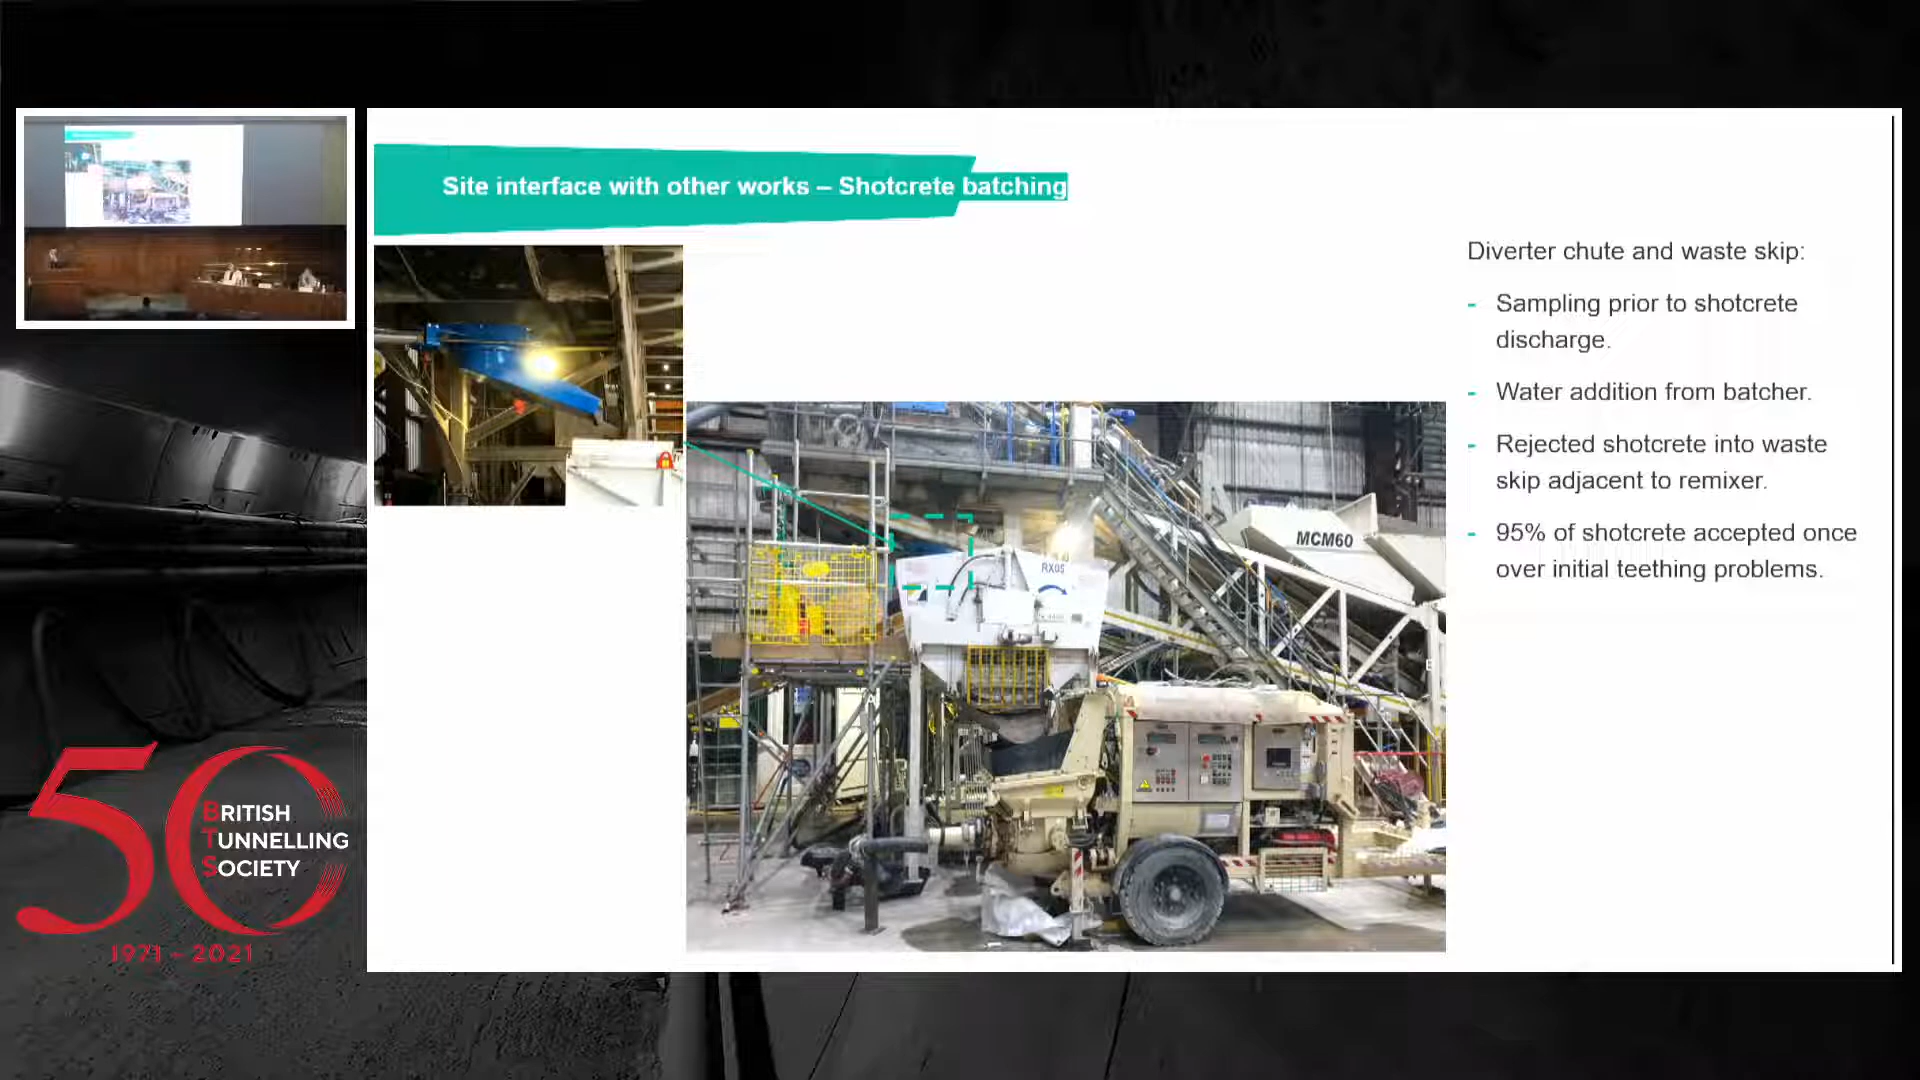 Site interface with other works – Shotcrete batching
Diverter chute and waste skip:
- Sampling prior to shotcrete
discharge.
- Water addition from batcher.
- Rejected shotcrete into waste
skip adjacent to remixer.
- 95% of shotcrete accepted once
over initial teething problems.
MCM60
RX05
50
BRITISH
TUNNELLING
SOCIETY
1971 - 2021